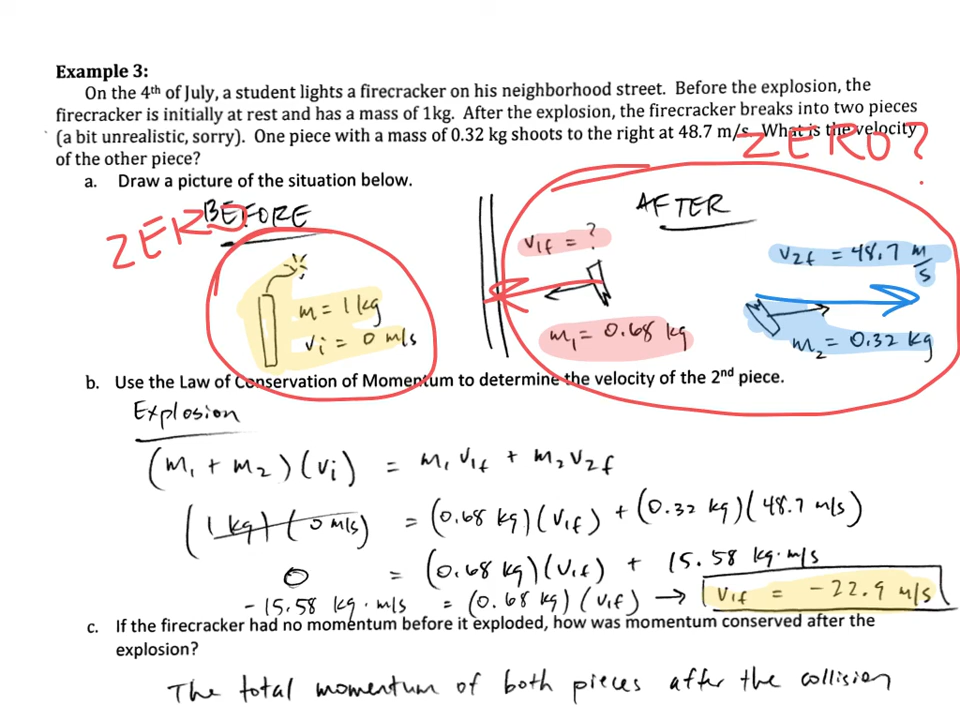 Example 3:
On the 4th of July, a student lights a firecracker on his neighborhood street. Before the explosion, the
firecracker is initially at rest and has a mass of 1kg. After the explosion, the firecracker breaks into two pieces
(a bit unrealistic, sorry). One piece with a mass of 0.32 kg shoots to the right at 48.7 m/s. What is the velocity
of the other piece?
ZERO?
a. Draw a picture of the situation below.
ZERO
BEFORE
m = 1 kg
vi = 0 m/s
AFTER
v1f = ?
m1 = 0.68 kg
v2f = 48.7 m/s
m2 = 0.32 kg
b. Use the Law of Conservation of Momentum to determine the velocity of the 2nd piece.
Explosion
(m1 + m2)(vi) = m1 v1f + m2 v2f
(1 kg)(0 m/s) = (0.68 kg)(v1f) + (0.32 kg)(48.7 m/s)
0 = (0.68 kg)(v1f) + 15.58 kg·m/s
-15.58 kg·m/s = (0.68 kg)(v1f) → v1f = -22.9 m/s
c. If the firecracker had no momentum before it exploded, how was momentum conserved after the
explosion?
The total momentum of both pieces after the collision